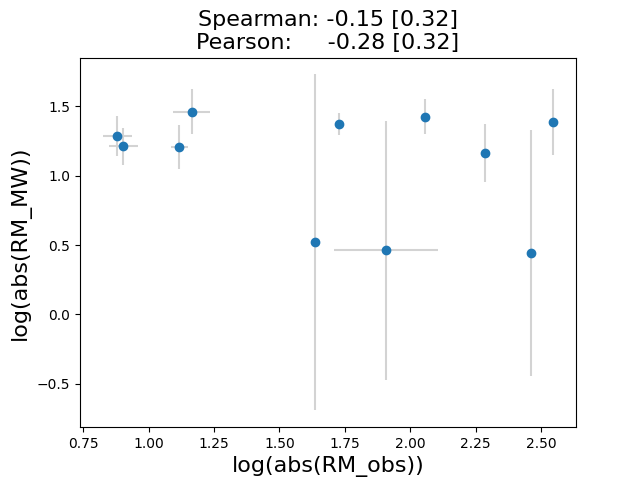 Spearman: -0.15 [0.32]
Pearson: -0.28 [0.32]
log(abs(RM_MW))
1.5
1.0
0.5
0.0
−0.5
0.75 1.00 1.25 1.50 1.75 2.00 2.25 2.50
log(abs(RM_obs))